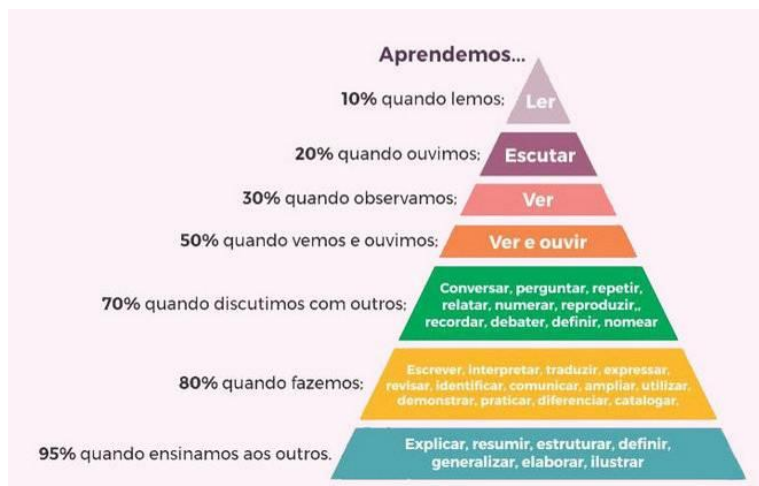 Aprendemos...
10% quando lemos;
Ler
20% quando ouvimos;
Escutar
30% quando observamos;
Ver
50% quando vemos e ouvimos;
Ver e ouvir
70% quando discutimos com outros;
Conversar, perguntar, repetir,
relatar, numerar, reproduzir,,
recordar, debater, definir, nomear
80% quando fazemos;
Escrever, interpretar, traduzir, expressar,
revisar, identificar, comunicar, ampliar, utilizar,
demonstrar, praticar, diferenciar, catalogar.
95% quando ensinamos aos outros.
Explicar, resumir, estruturar, definir,
generalizar, elaborar, ilustrar